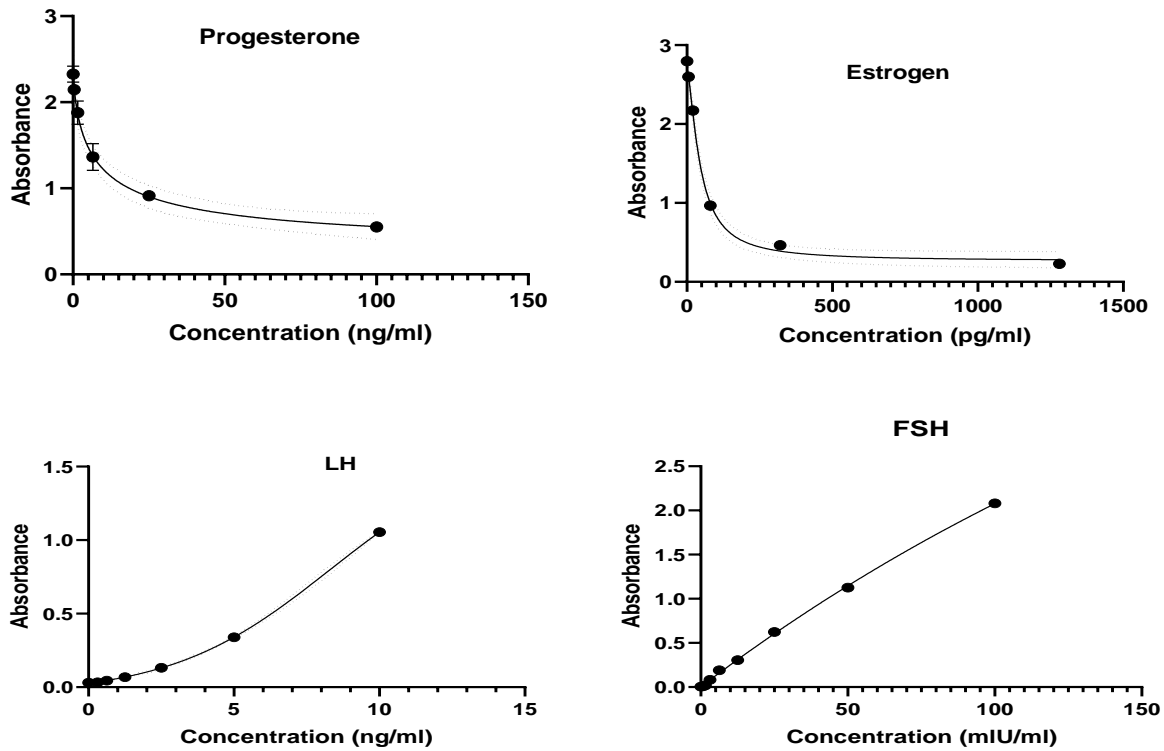 Progesterone
3
2
1
0
Absorbance
0 50 100 150
Concentration (ng/ml)
Estrogen
3
2
1
0
Absorbance
0 500 1000 1500
Concentration (pg/ml)
LH
1.5
1.0
0.5
0.0
Absorbance
0 5 10 15
Concentration (ng/ml)
FSH
2.5
2.0
1.5
1.0
0.5
0.0
Absorbance
0 50 100 150
Concentration (mIU/ml)